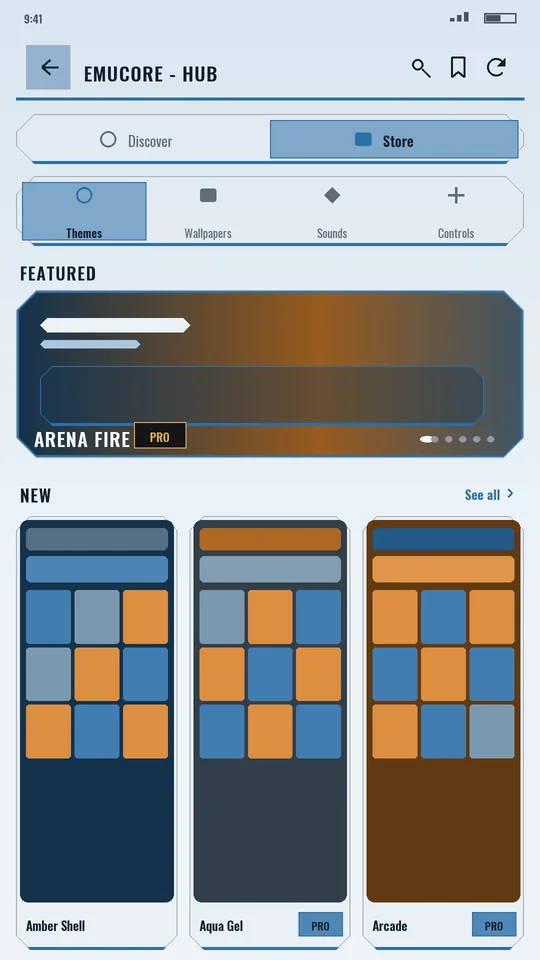 9:41
EMUCORE - HUB
Discover
Store
Themes
Wallpapers
Sounds
Controls
FEATURED
ARENA FIRE
PRO
NEW
See all
Amber Shell
Aqua Gel
PRO
Arcade
PRO